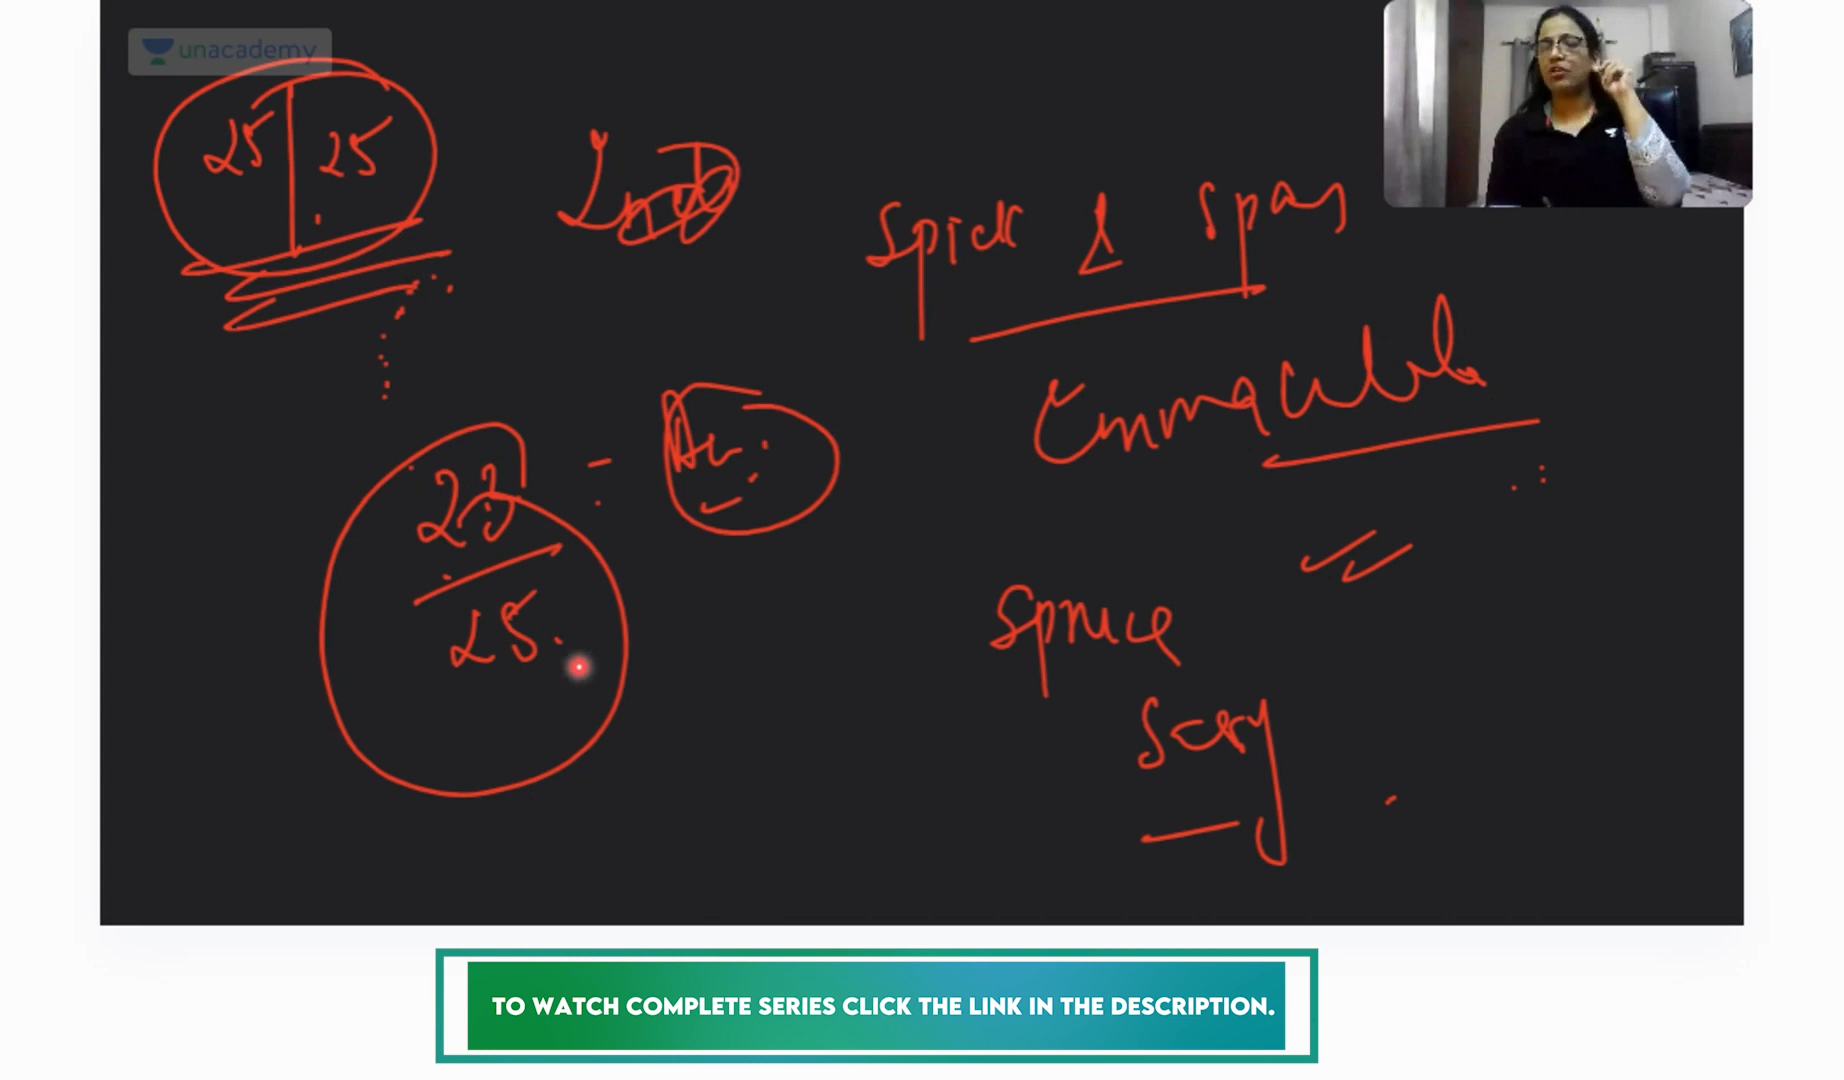 unacademy
25 25
Spick & Span
Immaculate
23
25.
Spruce
TO WATCH COMPLETE SERIES CLICK THE LINK IN THE DESCRIPTION.